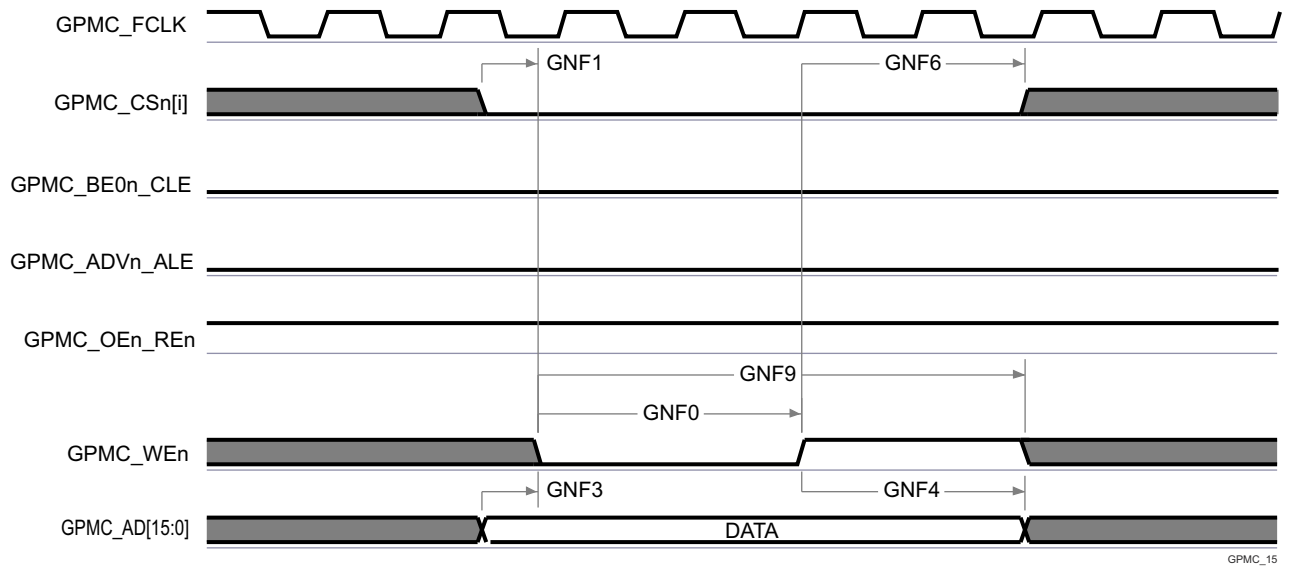 GPMC_FCLK
GNF1
GNF6
GPMC_CSn[i]
GPMC_BE0n_CLE
GPMC_ADVn_ALE
GPMC_OEn_REn
GNF9
GNF0
GPMC_WEn
GNF3
GNF4
GPMC_AD[15:0]
DATA
GPMC_15